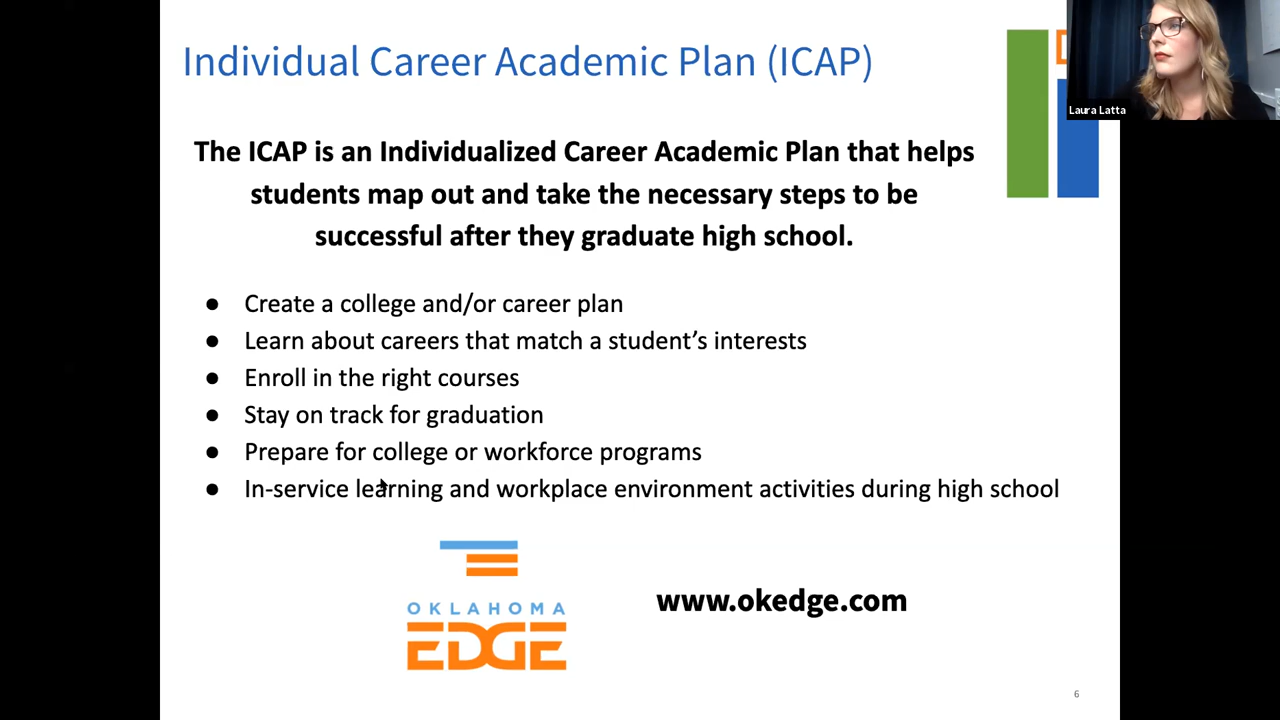 Individual Career Academic Plan (ICAP)
Laura Latta
The ICAP is an Individualized Career Academic Plan that helps
students map out and take the necessary steps to be
successful after they graduate high school.
● Create a college and/or career plan
● Learn about careers that match a student’s interests
● Enroll in the right courses
● Stay on track for graduation
● Prepare for college or workforce programs
● In-service learning and workplace environment activities during high school
OKLAHOMA
EDGE
www.okedge.com
6